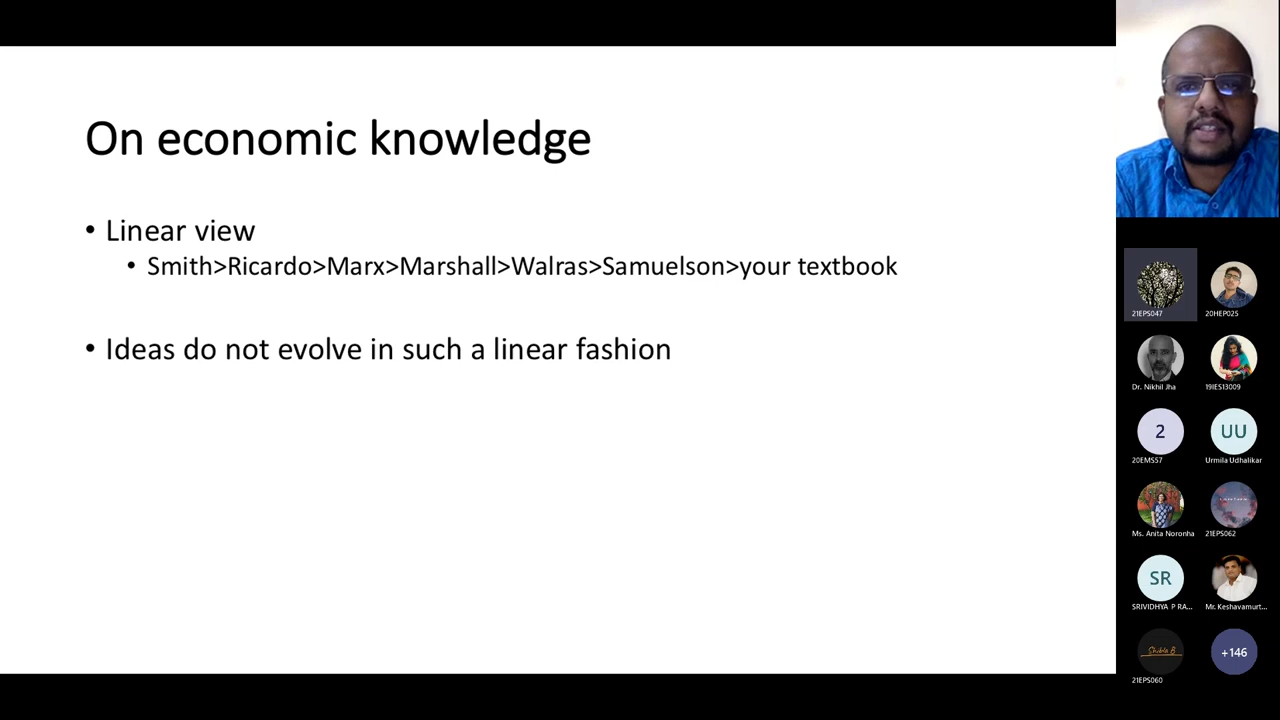 On economic knowledge
• Linear view
• Smith>Ricardo>Marx>Marshall>Walras>Samuelson>your textbook
• Ideas do not evolve in such a linear fashion
21EPS047
20HEP025
Dr. Nikhil Jha
19IES13009
2
UU
20EMS57
Urmila Udhalikar
Ms. Anita Noronha
21EPS062
SR
SRIVIDHYA P RA...
Mr. Keshavamurt...
Shibla B
+146
21EPS060